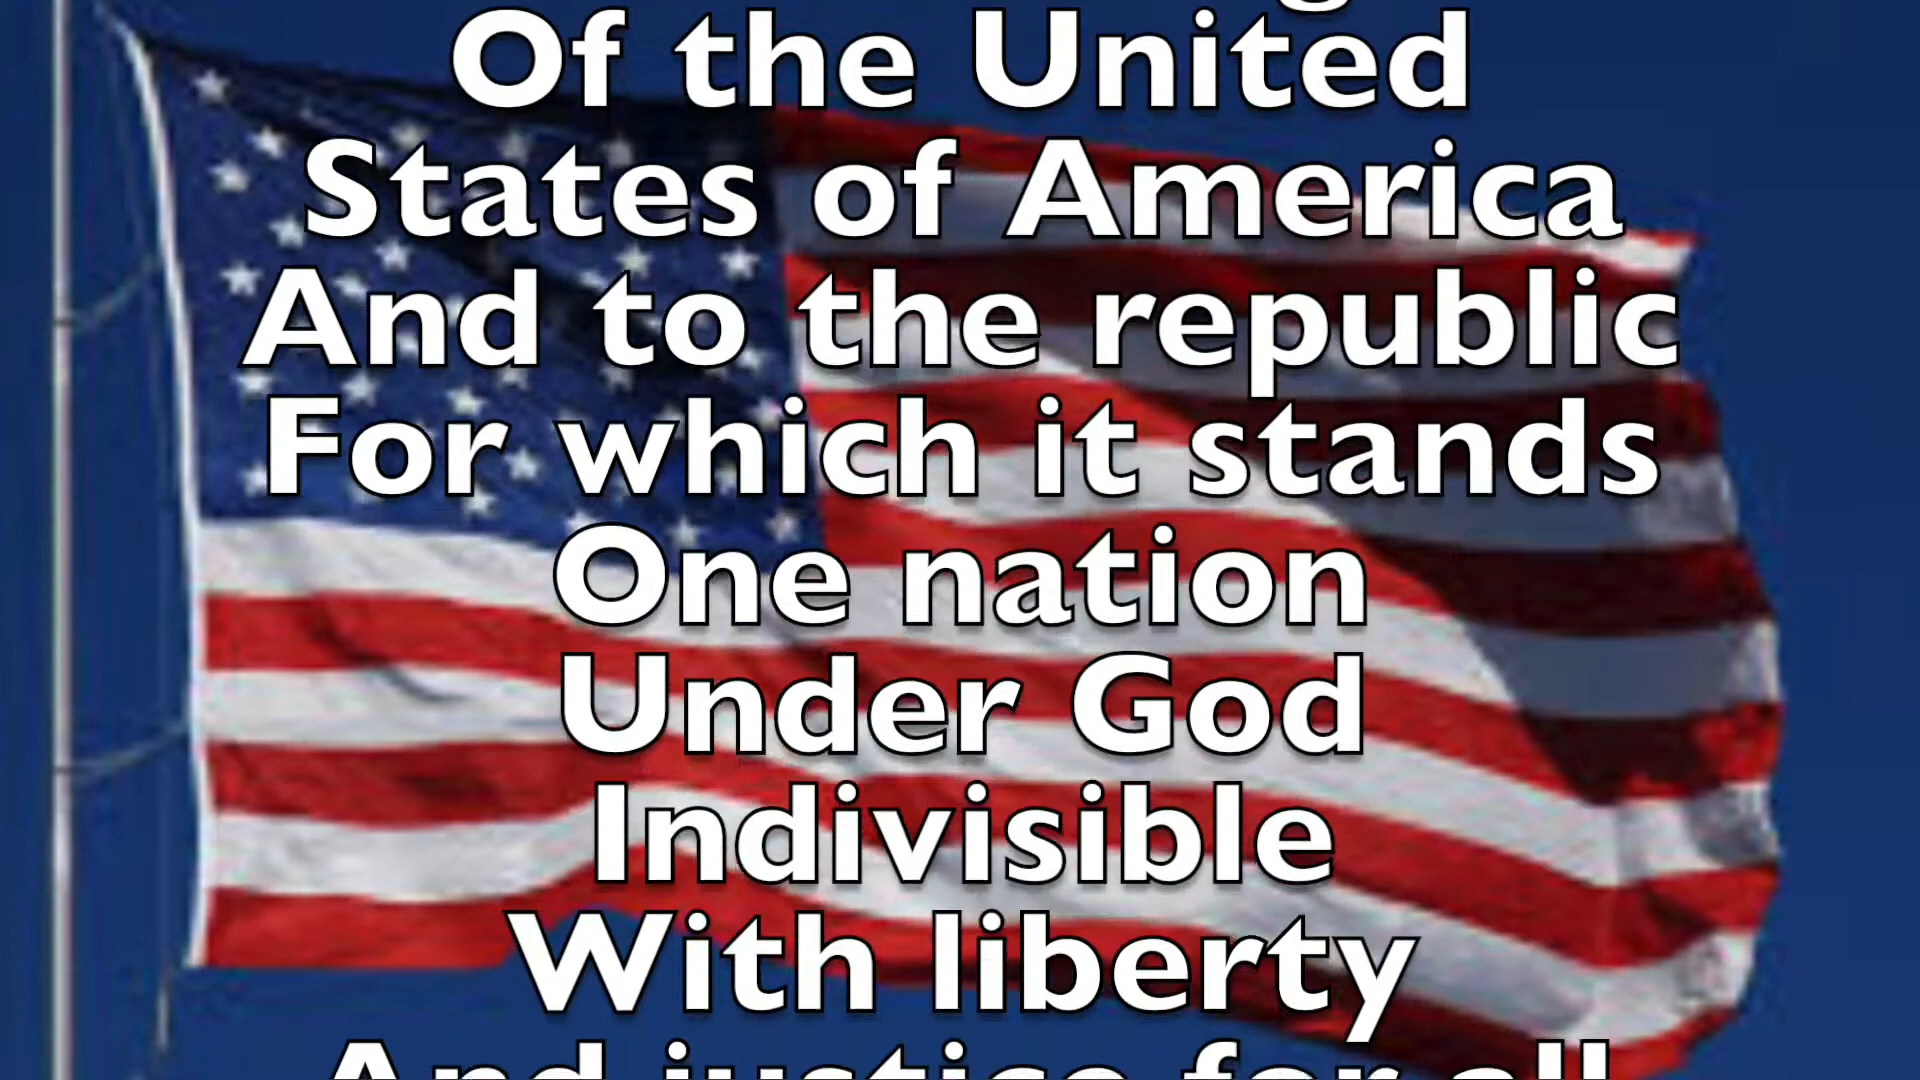 Of the United
States of America
And to the republic
For which it stands
One nation
Under God
Indivisible
With liberty
And justice for all